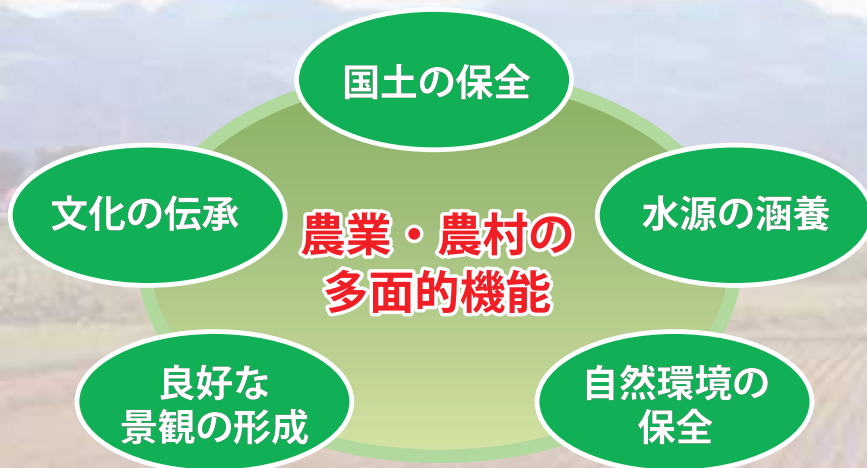 国土の保全
文化の伝承
水源の涵養
農業・農村の
多面的機能
良好な
景観の形成
自然環境の
保全